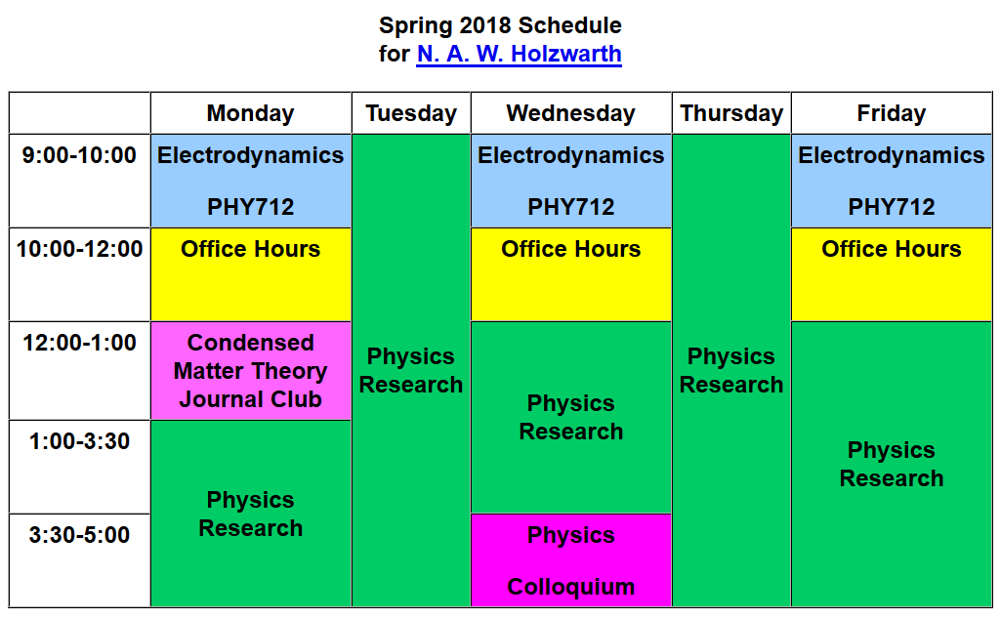 Spring 2018 Schedule
for N. A. W. Holzwarth
Monday Tuesday Wednesday Thursday Friday
9:00-10:00
Electrodynamics
PHY712
Physics
Research
Electrodynamics
PHY712
Physics
Research
Electrodynamics
PHY712
10:00-12:00
Office Hours
Office Hours
Office Hours
12:00-1:00
Condensed
Matter Theory
Journal Club
Physics
Research
Physics
Research
1:00-3:30
Physics
Research
3:30-5:00
Physics
Colloquium